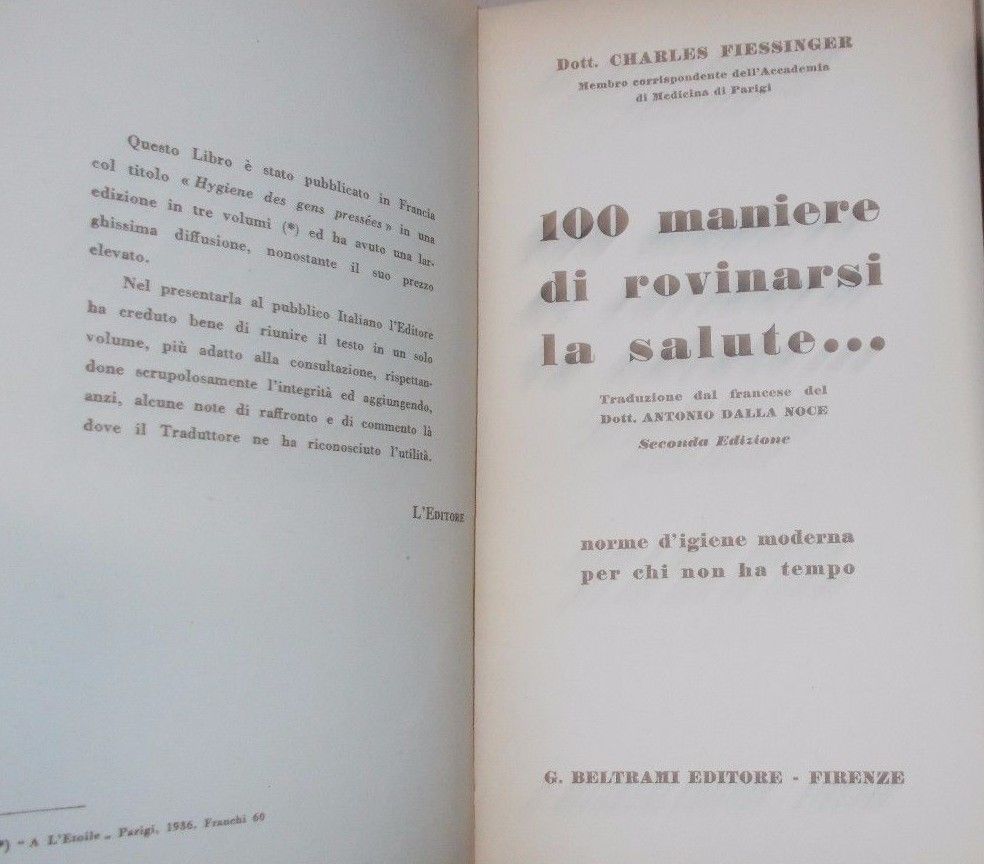 Questo Libro è stato pubblicato in Francia
col titolo « Hygiene des gens pressées » in una
edizione in tre volumi (*) ed ha avuto una lar-
ghissima diffusione, nonostante il suo prezzo
elevato.
Nel presentarla al pubblico Italiano l'Editore
ha creduto bene di riunire il testo in un solo
volume, più adatto alla consultazione, rispettan-
done scrupolosamente l'integrità ed aggiungendo,
anzi, alcune note di raffronto e di commento là
dove il Traduttore ne ha riconosciuto l'utilità.
L'EDITORE
*) " A L'Etoile „ Parigi, 1936. Franchi 60
Dott. CHARLES FIESSINGER
Membro corrispondente dell'Accademia
di Medicina di Parigi
100 maniere
di rovinarsi
la salute...
Traduzione dal francese del
Dott. ANTONIO DALLA NOCE
Seconda Edizione
norme d'igiene moderna
per chi non ha tempo
G. BELTRAMI EDITORE - FIRENZE